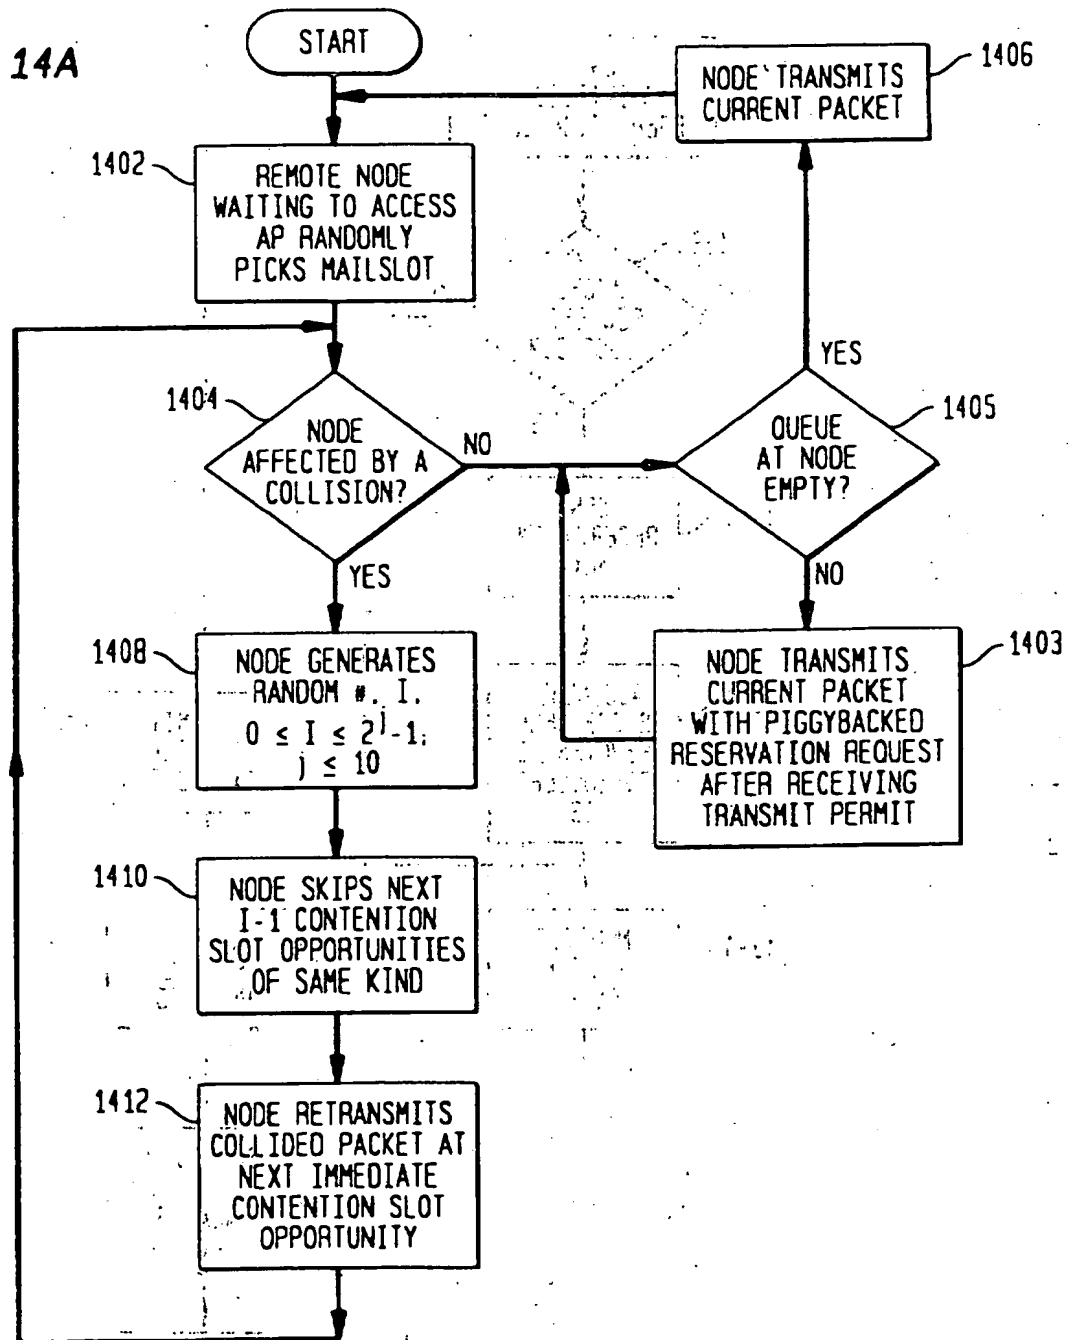 14A
START
NODE TRANSMITS
CURRENT PACKET
1406
1402
REMOTE NODE
WAITING TO ACCESS
AP RANDOMLY
PICKS MAILSLOT
1404
NODE
AFFECTED BY A
COLLISION?
NO
YES
QUEUE
AT NODE
EMPTY?
1405
YES
NO
1408
NODE GENERATES
RANDOM #, I,
0 ≤ I ≤ 2^j-1;
j ≤ 10
NODE TRANSMITS
CURRENT PACKET
WITH PIGGYBACKED
RESERVATION REQUEST
AFTER RECEIVING
TRANSMIT PERMIT
1403
1410
NODE SKIPS NEXT
I-1 CONTENTION
SLOT OPPORTUNITIES
OF SAME KIND
1412
NODE RETRANSMITS
COLLIDED PACKET AT
NEXT IMMEDIATE
CONTENTION SLOT
OPPORTUNITY